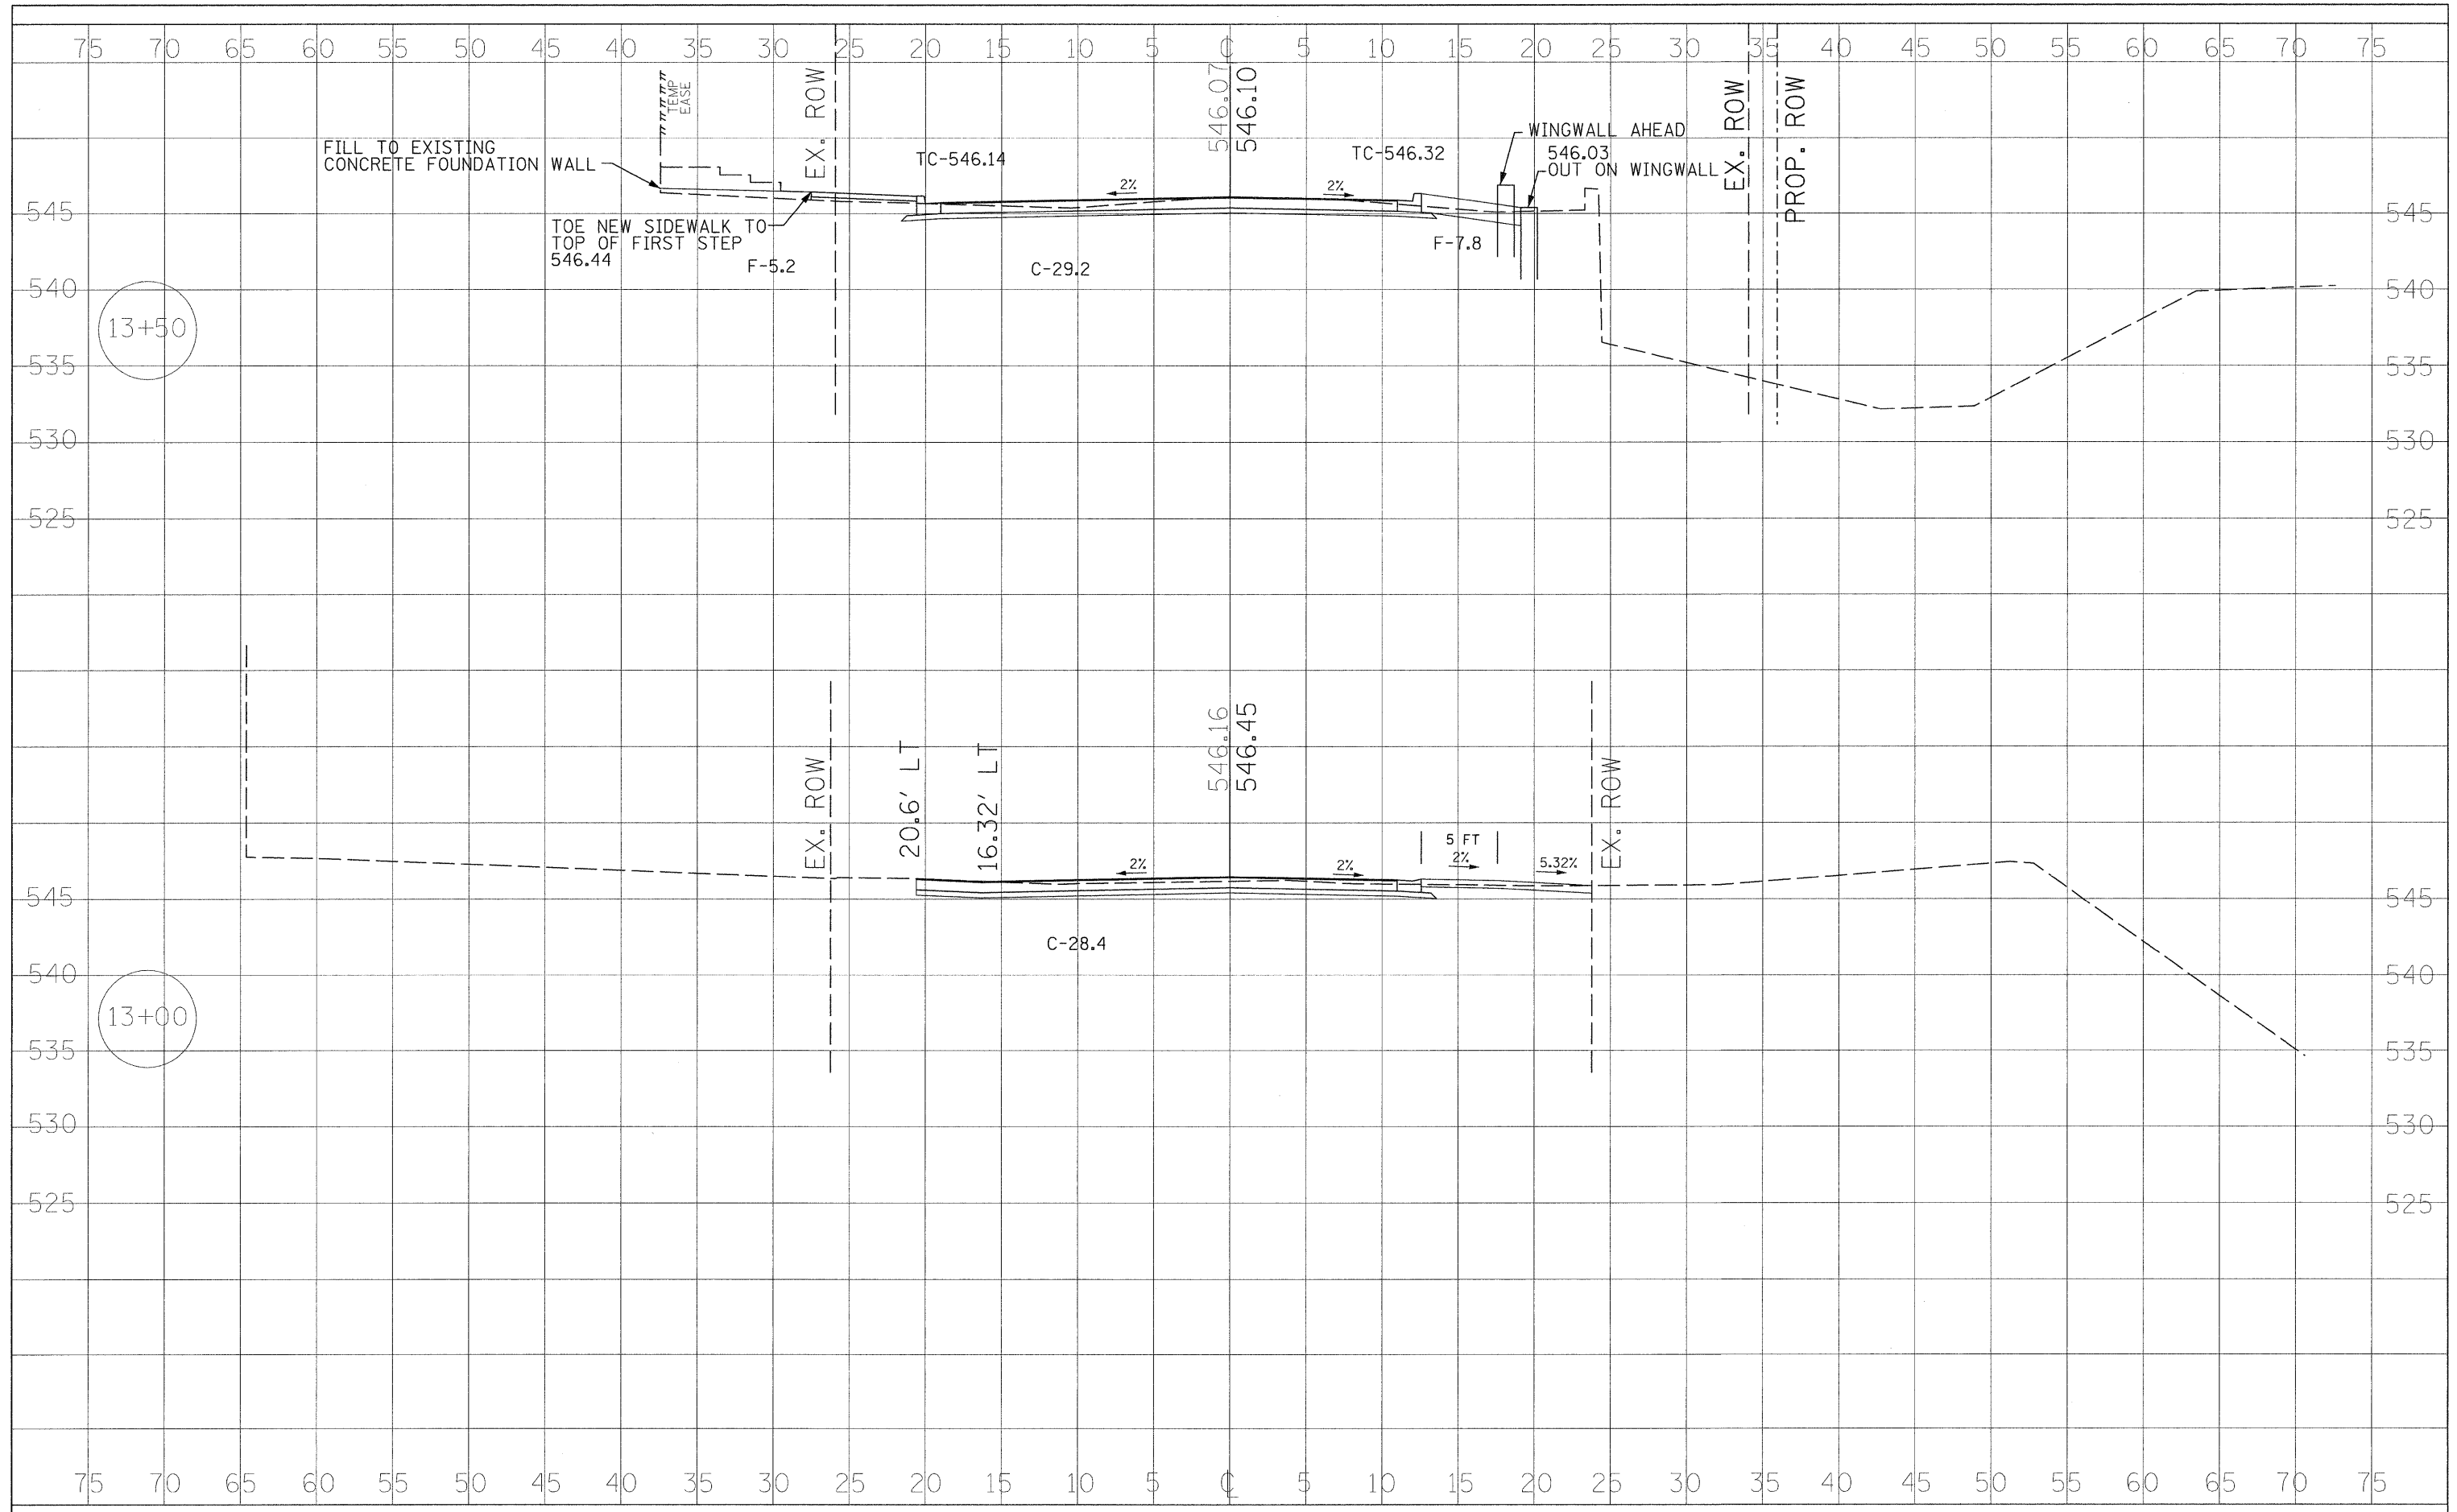 75 70 65 60 55 50 45 40 35 30 25 20 15 10 5 ℄ 5 10 15 20 25 30 35 40 45 50 55 60 65 70 75
TEMP
EASE
EX. ROW
546.07
546.10
EX. ROW
PROP. ROW
FILL TO EXISTING
CONCRETE FOUNDATION WALL
TC-546.14
TC-546.32
WINGWALL AHEAD
546.03
OUT ON WINGWALL
2%
2%
545
545
TOE NEW SIDEWALK TO
TOP OF FIRST STEP
546.44
F-5.2
C-29.2
F-7.8
540
540
13+50
535
535
530
530
525
525
EX. ROW
20.6' LT
16.32' LT
546.16
546.45
EX. ROW
5 FT
2%
2%
2%
5.32%
545
545
C-28.4
540
540
13+00
535
535
530
530
525
525
75 70 65 60 55 50 45 40 35 30 25 20 15 10 5 ℄ 5 10 15 20 25 30 35 40 45 50 55 60 65 70 75